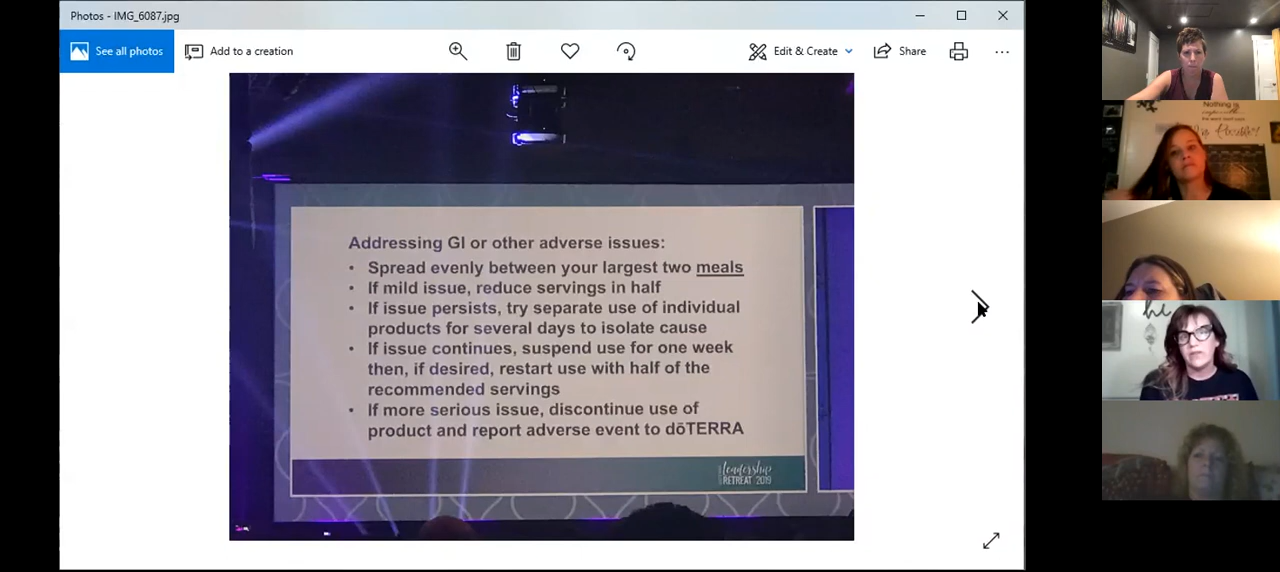 Photos - IMG_6087.jpg
See all photos
Add to a creation
Edit & Create
Share
Addressing GI or other adverse issues:
• Spread evenly between your largest two meals
• If mild issue, reduce servings in half
• If issue persists, try separate use of individual
products for several days to isolate cause
• If issue continues, suspend use for one week
then, if desired, restart use with half of the
recommended servings
• If more serious issue, discontinue use of
product and report adverse event to dōTERRA
leadership
RETREAT 2019
Nothing is